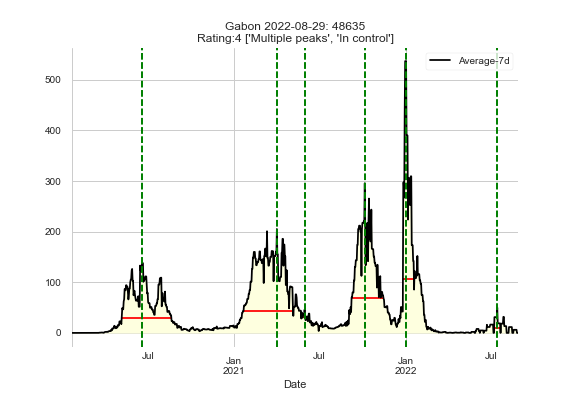 Gabon 2022-08-29: 48635
Rating:4 ['Multiple peaks', 'In control']
Average-7d
500
400
300
200
100
0
Jul
Jan
2021
Jul
Jan
2022
Jul
Date